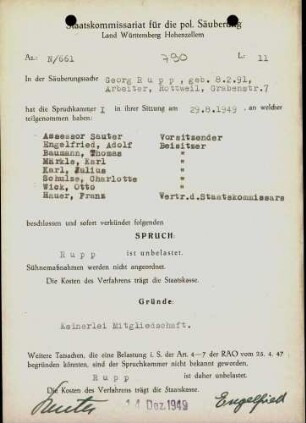 Staatskommissariat für die pol. Säuberung
Land Württemberg Hohenzollern
Az.: N/661 790 L: 11
In der Säuberungssache Georg Rupp, geb. 8.2.91,
Arbeiter, Rottweil, Grabenstr.7
hat die Spruchkammer I in ihrer Sitzung am 29.8.1949 an welcher
teilgenommen haben:
Assessor Sauter Vorsitzender
Engelfried, Adolf Beisitzer
Baumann, Thomas "
Märkle, Karl "
Karl, Julius "
Schulze, Charlotte "
Wick, Otto "
Hauer, Franz Vertr.d.Staatskommissars
beschlossen und sofort verkündet folgenden
SPRUCH:
Rupp ist unbelastet.
Sühnemaßnahmen werden nicht angeordnet.
Die Kosten des Verfahrens trägt die Staatskasse.
Gründe:
Keinerlei Mitgliedschaft.
Weitere Tatsachen, die eine Belastung i. S. der Art. 4—7 der RAO vom 25. 4. 47
begründen könnten, sind der Spruchkammer nicht bekannt geworden.
Rupp ist daher unbelastet.
Die Kosten des Verfahrens trägt die Staatskasse.
Sauter 14 Dez. 1949 Engelfried